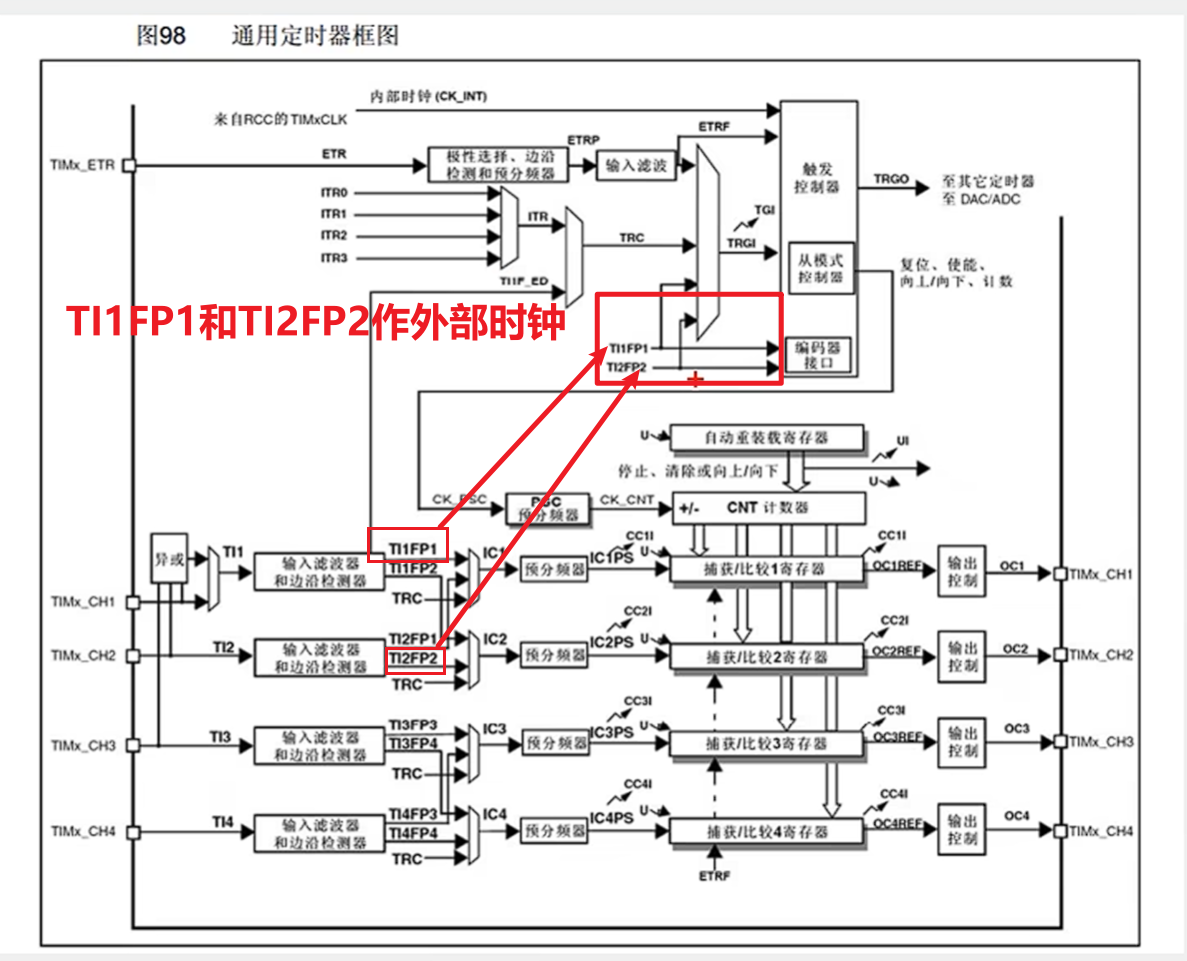 图98 通用定时器框图
内部时钟 (CK_INT)
来自RCC的TIMxCLK
TIMx_ETR
ETR
极性选择、边沿
检测和预分频器
ETRP
输入滤波
ETRF
触发
控制器
TRGO
至其它定时器
至 DAC/ADC
ITR0
ITR1
ITR2
ITR3
ITR
TRC
TGI
TRGI
从模式
控制器
复位、使能、
向上/向下、计数
TI1F_ED
TI1FP1和TI2FP2作外部时钟
TI1FP1
TI2FP2
编码器
接口
U
自动重装载寄存器
UI
停止、清除或向上/向下
U
CK_PSC
PSC
预分频器
CK_CNT
+/-
CNT 计数器
异或
TI1
TIMx_CH1
输入滤波器
和边沿检测器
TI1FP1
TI1FP2
TRC
IC1
预分频器
IC1PS
CC1I
U
捕获/比较1寄存器
CC1I
OC1REF
输出
控制
OC1
TIMx_CH1
TIMx_CH2
TI2
输入滤波器
和边沿检测器
TI2FP1
TI2FP2
TRC
IC2
预分频器
IC2PS
CC2I
U
捕获/比较2寄存器
CC2I
OC2REF
输出
控制
OC2
TIMx_CH2
TIMx_CH3
TI3
输入滤波器
和边沿检测器
TI3FP3
TI3FP4
TRC
IC3
预分频器
IC3PS
CC3I
U
捕获/比较3寄存器
CC3I
OC3REF
输出
控制
OC3
TIMx_CH3
TIMx_CH4
TI4
输入滤波器
和边沿检测器
TI4FP3
TI4FP4
TRC
IC4
预分频器
IC4PS
CC4I
U
捕获/比较4寄存器
CC4I
OC4REF
输出
控制
OC4
TIMx_CH4
ETRF